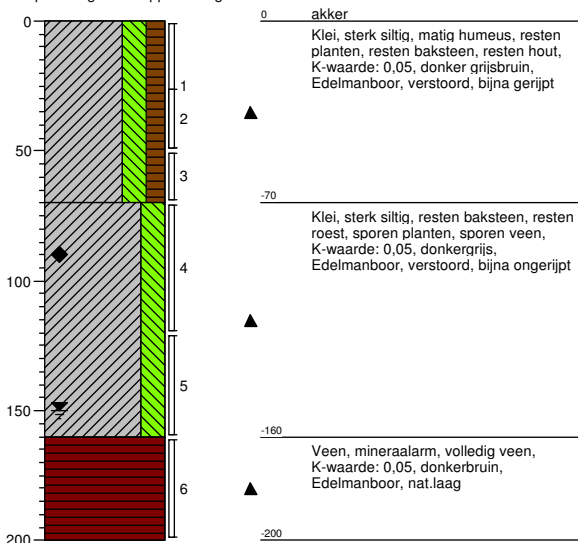 0
50
100
150
200
1
2
3
4
5
6
0 akker
Klei, sterk siltig, matig humeus, resten
planten, resten baksteen, resten hout,
K-waarde: 0,05, donker grijsbruin,
Edelmanboor, verstoord, bijna gerijpt
-70
Klei, sterk siltig, resten baksteen, resten
roest, sporen planten, sporen veen,
K-waarde: 0,05, donkergrijs,
Edelmanboor, verstoord, bijna ongerijpt
-160
Veen, mineraalarm, volledig veen,
K-waarde: 0,05, donkerbruin,
Edelmanboor, nat.laag
-200